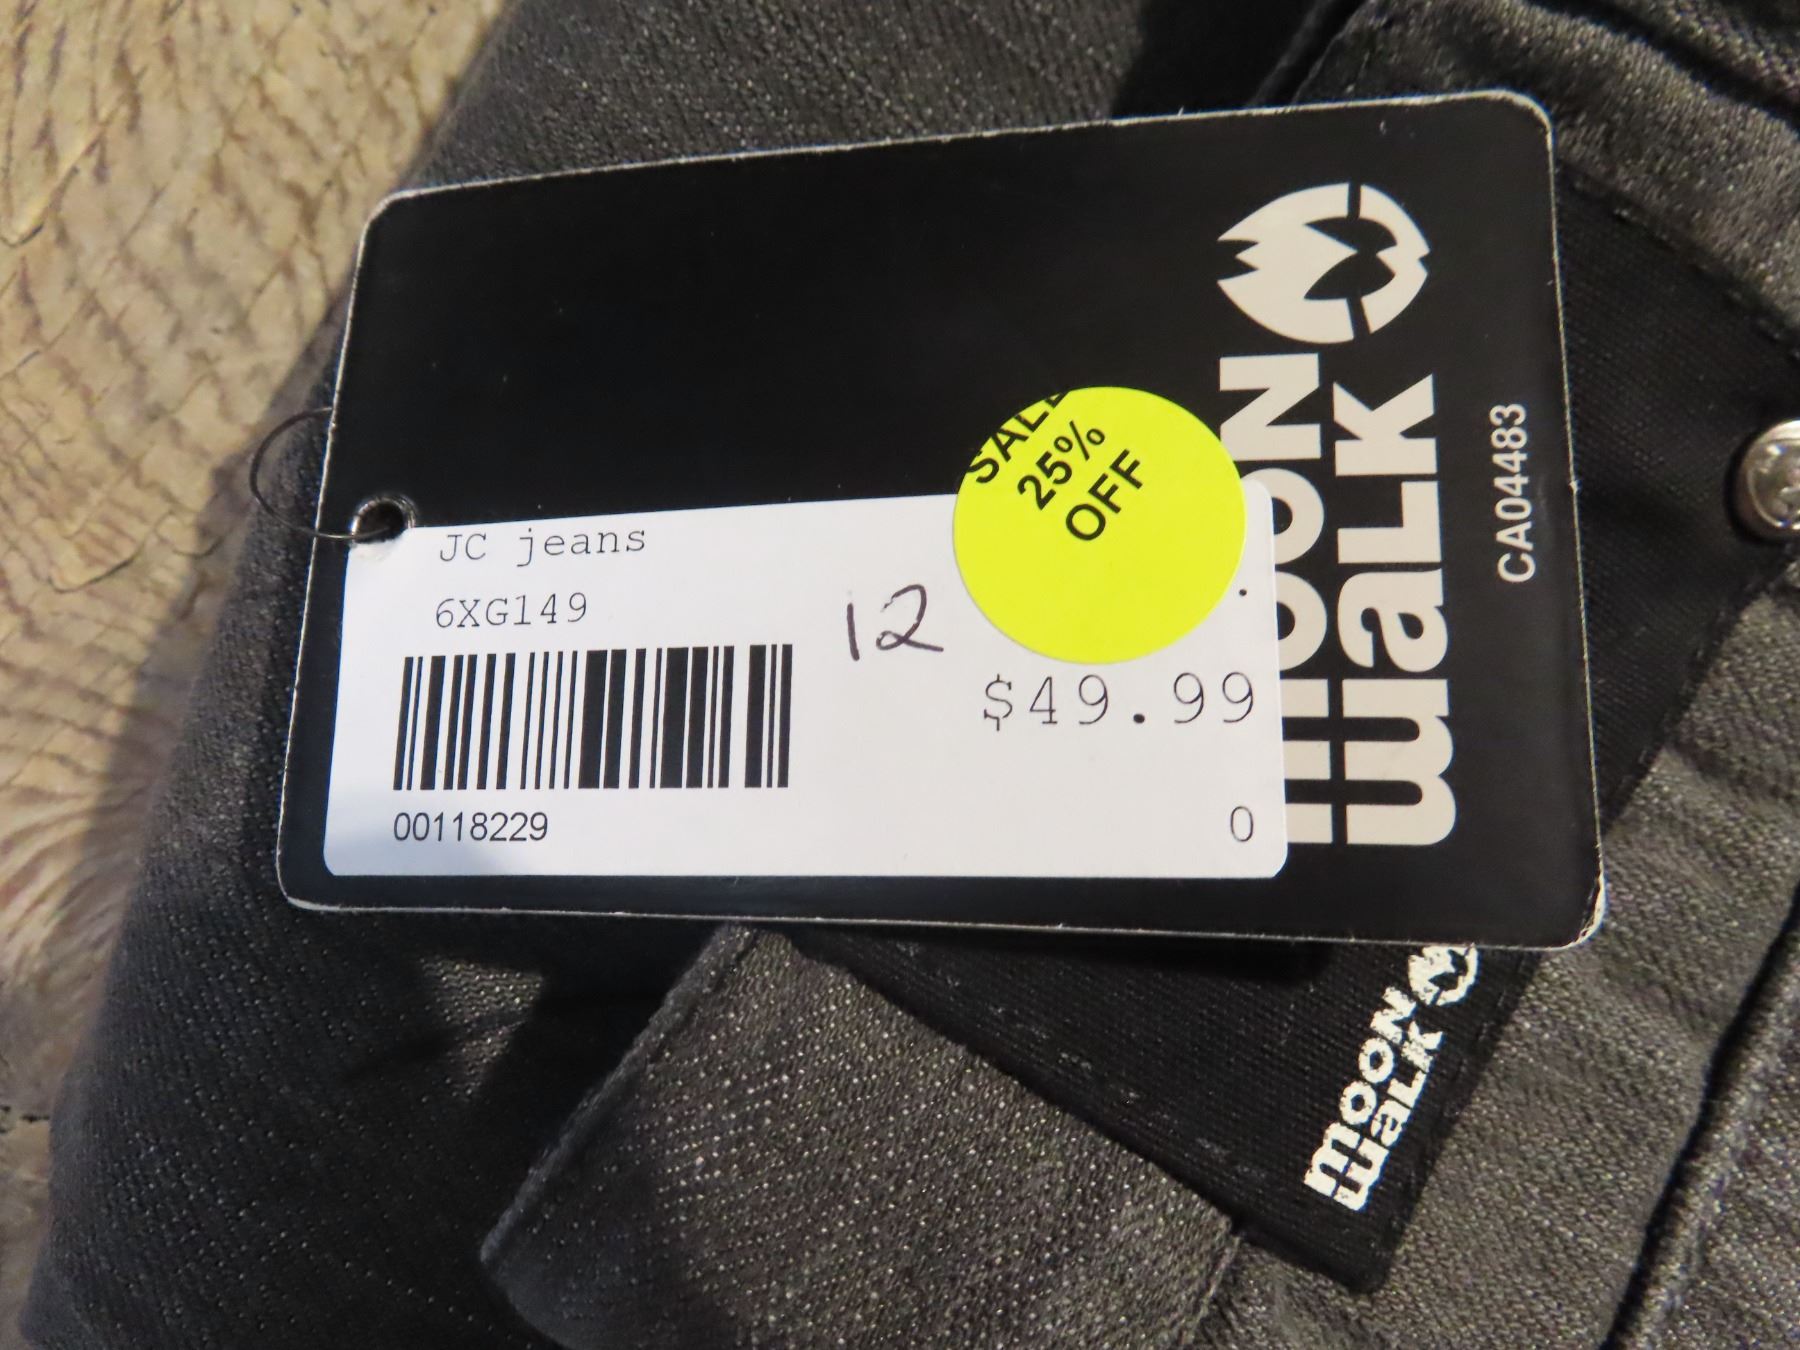 SALE
25%
OFF
JC jeans
6XG149
12
$49.99
00118229
0
moon
walk
CA04483
moon
walk